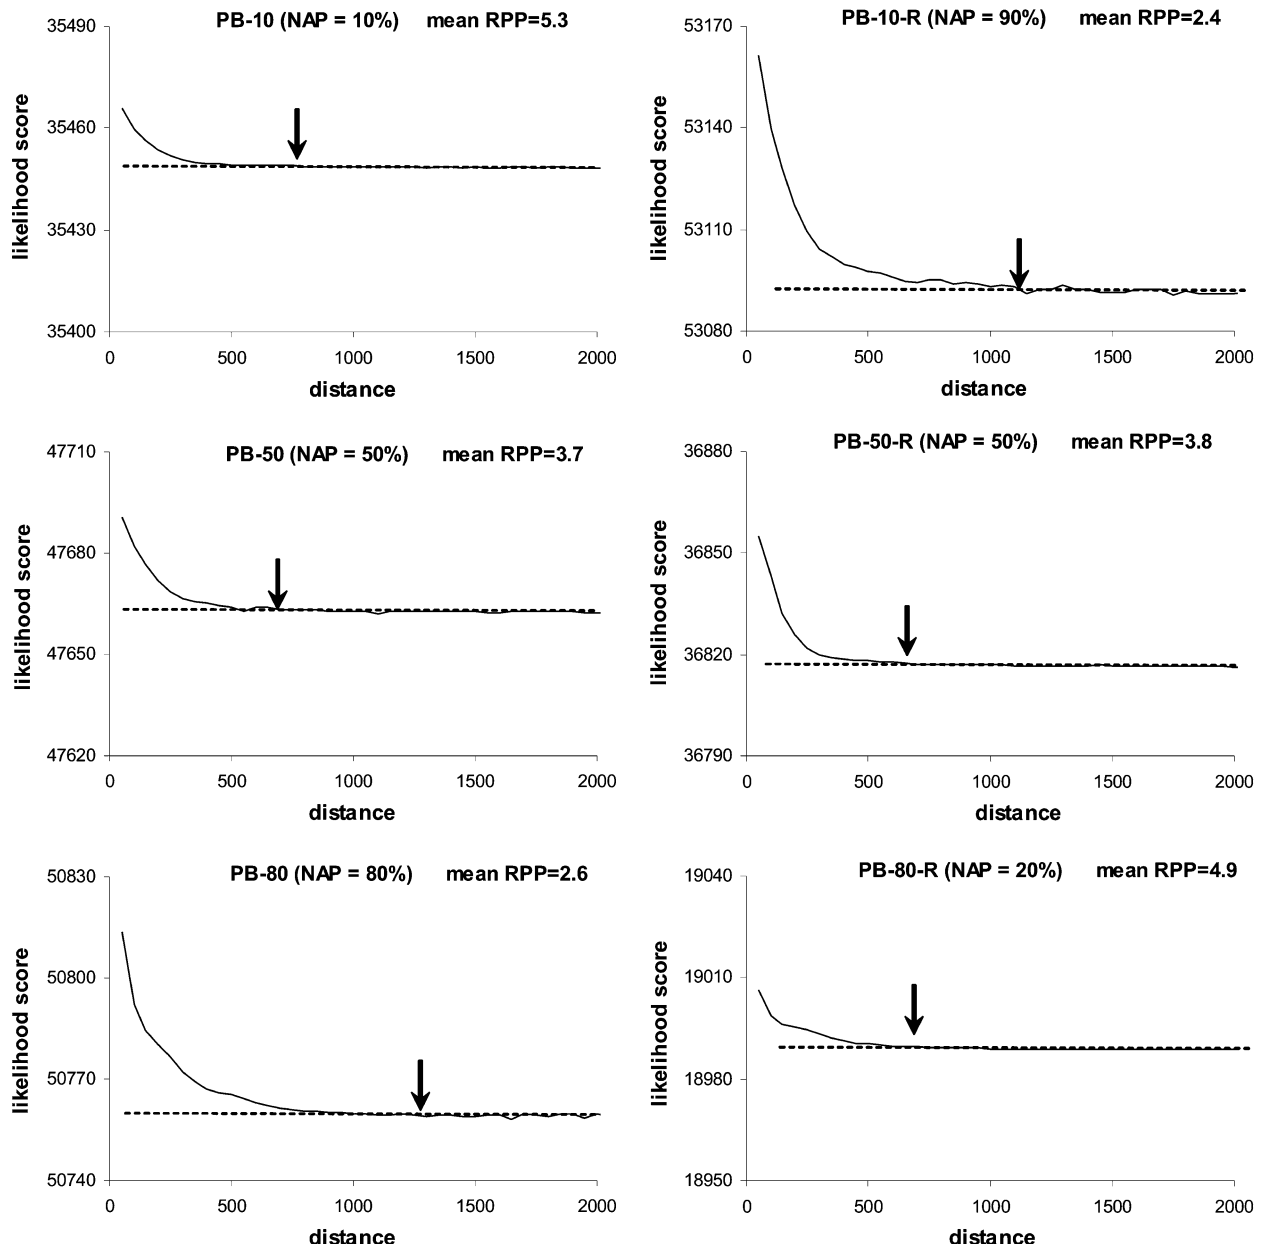 PB-10 (NAP = 10%) mean RPP=5.3
35490
35460
35430
35400
likelihood score
0 500 1000 1500 2000
distance
PB-10-R (NAP = 90%) mean RPP=2.4
53170
53140
53110
53080
likelihood score
0 500 1000 1500 2000
distance
PB-50 (NAP = 50%) mean RPP=3.7
47710
47680
47650
47620
likelihood score
0 500 1000 1500 2000
distance
PB-50-R (NAP = 50%) mean RPP=3.8
36880
36850
36820
36790
likelihood score
0 500 1000 1500 2000
distance
PB-80 (NAP = 80%) mean RPP=2.6
50830
50800
50770
50740
likelihood score
0 500 1000 1500 2000
distance
PB-80-R (NAP = 20%) mean RPP=4.9
19040
19010
18980
18950
likelihood score
0 500 1000 1500 2000
distance